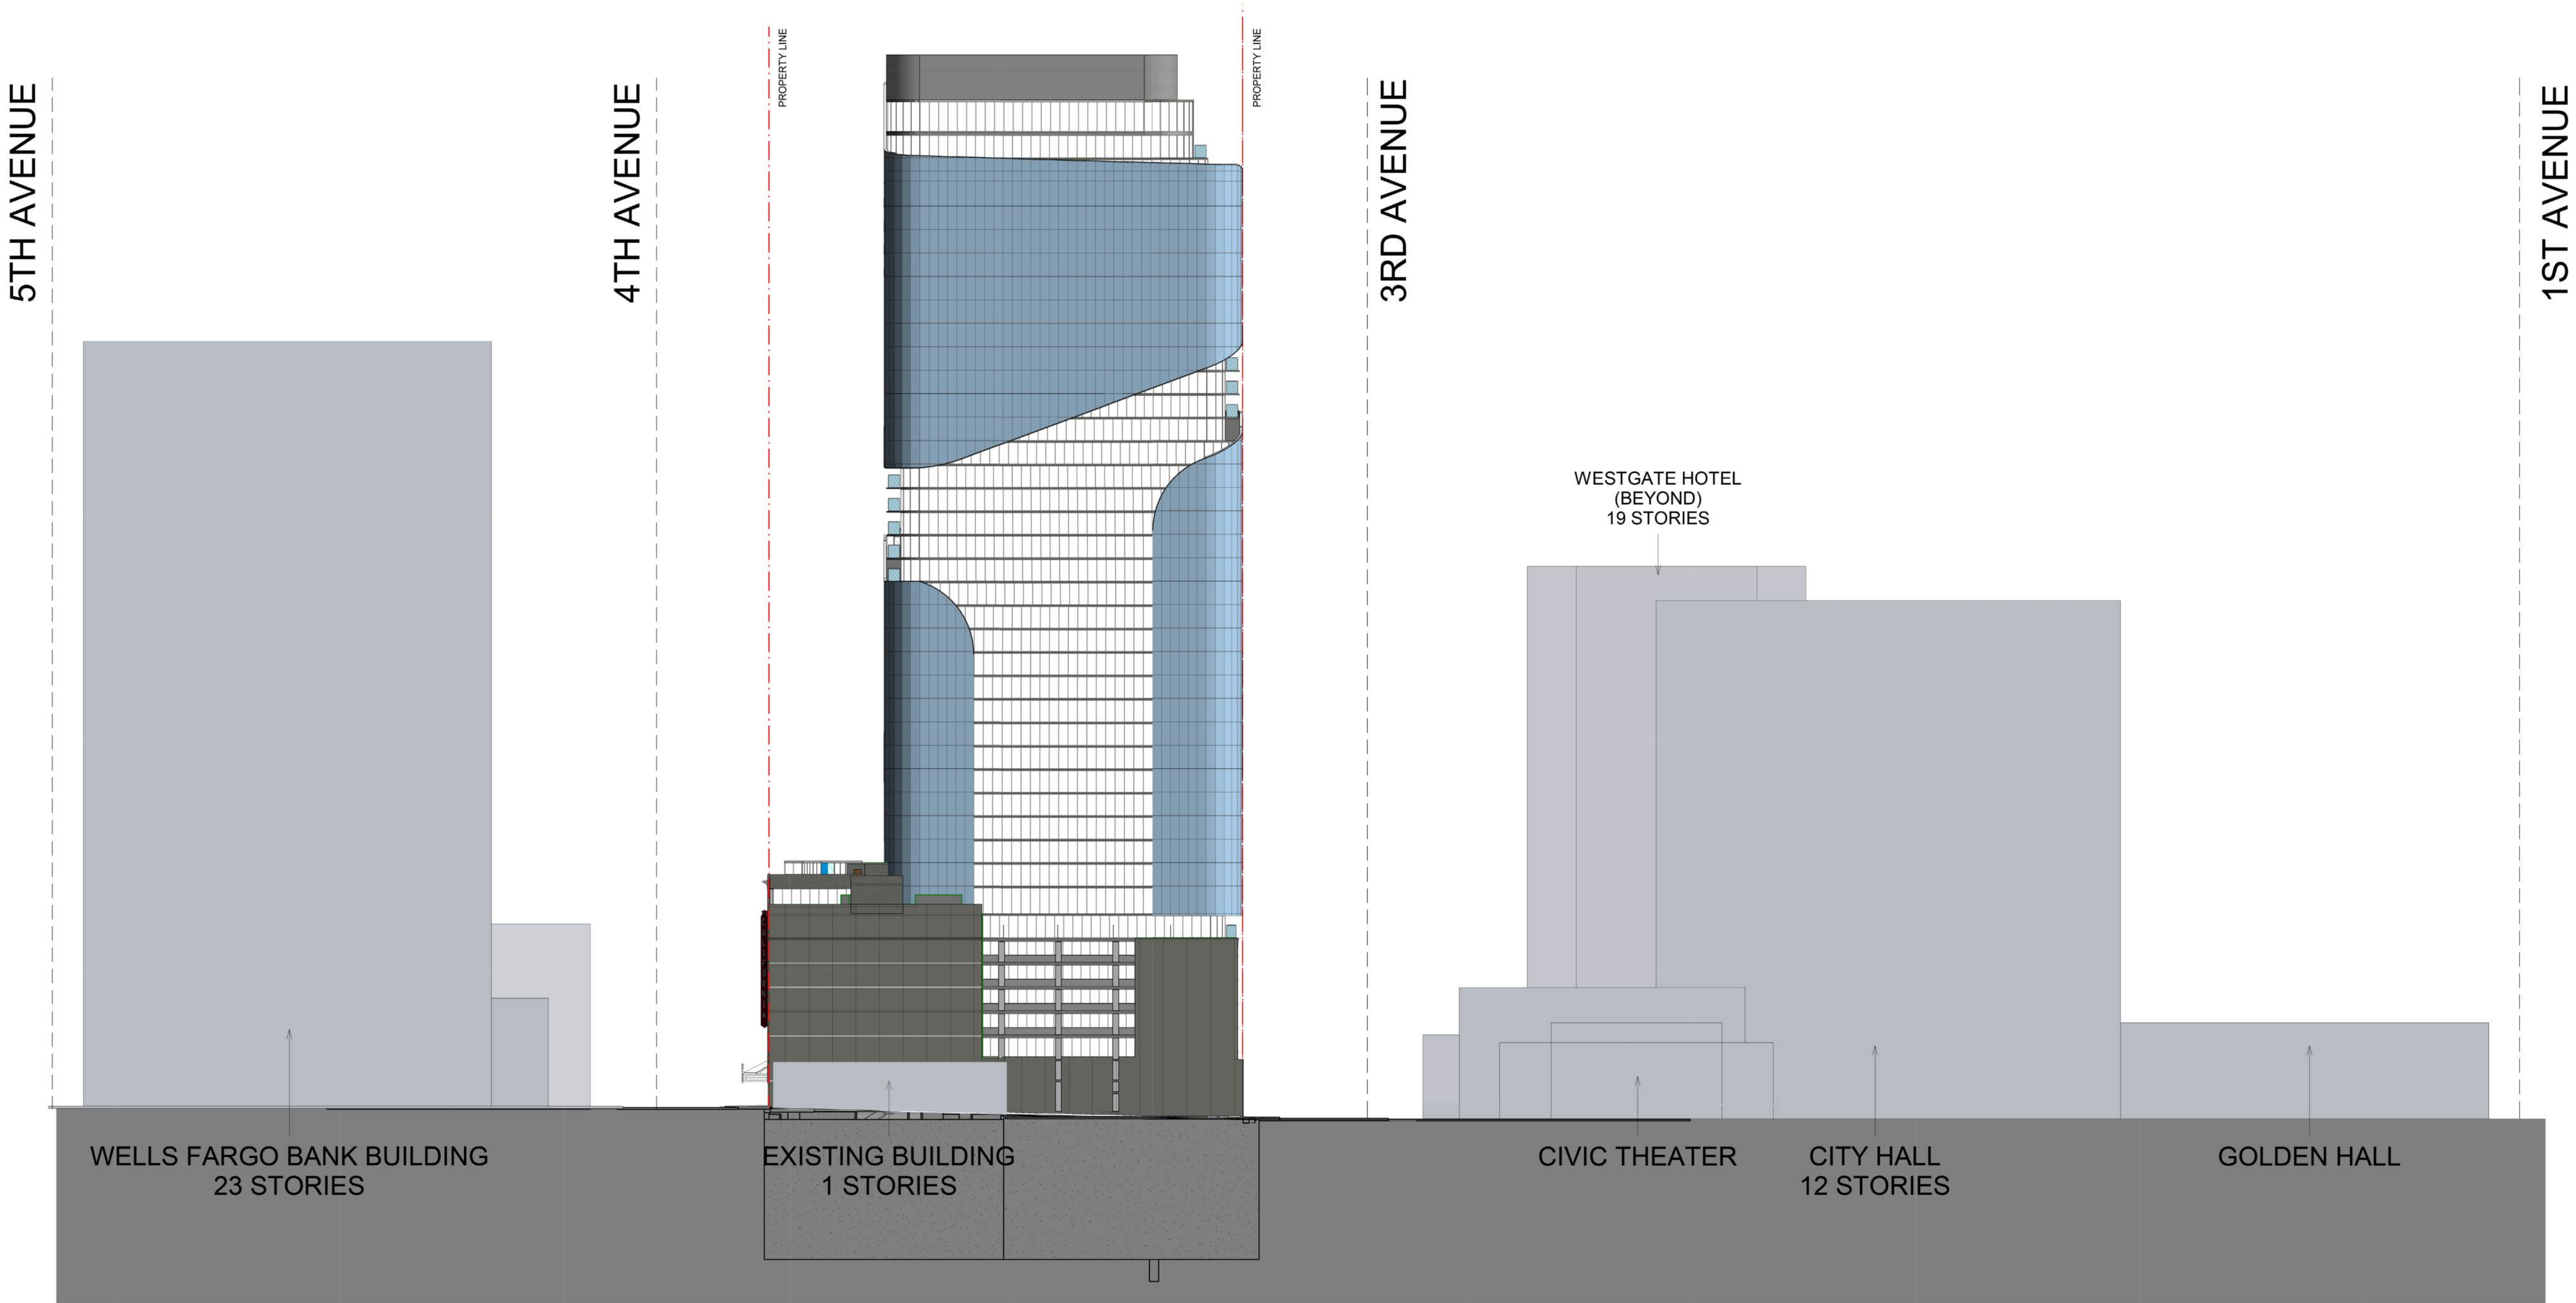 5TH AVENUE
4TH AVENUE
PROPERTY LINE
PROPERTY LINE
3RD AVENUE
1ST AVENUE
WESTGATE HOTEL
(BEYOND)
19 STORIES
WELLS FARGO BANK BUILDING
23 STORIES
EXISTING BUILDING
1 STORIES
CIVIC THEATER
CITY HALL
12 STORIES
GOLDEN HALL